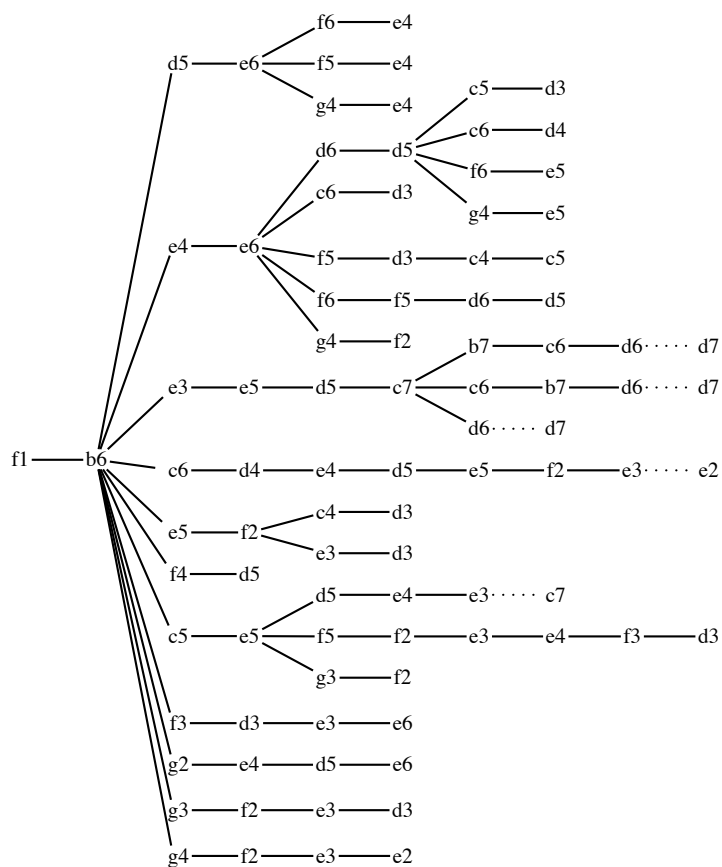 f6 e4
d5 e6 f5 e4
c5 d3
g4 e4
c6 d4
d6 d5
f6 e5
c6 d3
g4 e5
e4 e6
f5 d3 c4 c5
f6 f5 d6 d5
g4 f2
b7 c6 d6 ..... d7
e3 e5 d5 c7 c6 b7 d6 ..... d7
d6 ..... d7
f1 b6
c6 d4 e4 d5 e5 f2 e3 ..... e2
c4 d3
e5 f2
e3 d3
f4 d5
d5 e4 e3 ..... c7
c5 e5 f5 f2 e3 e4 f3 d3
g3 f2
f3 d3 e3 e6
g2 e4 d5 e6
g3 f2 e3 d3
g4 f2 e3 e2